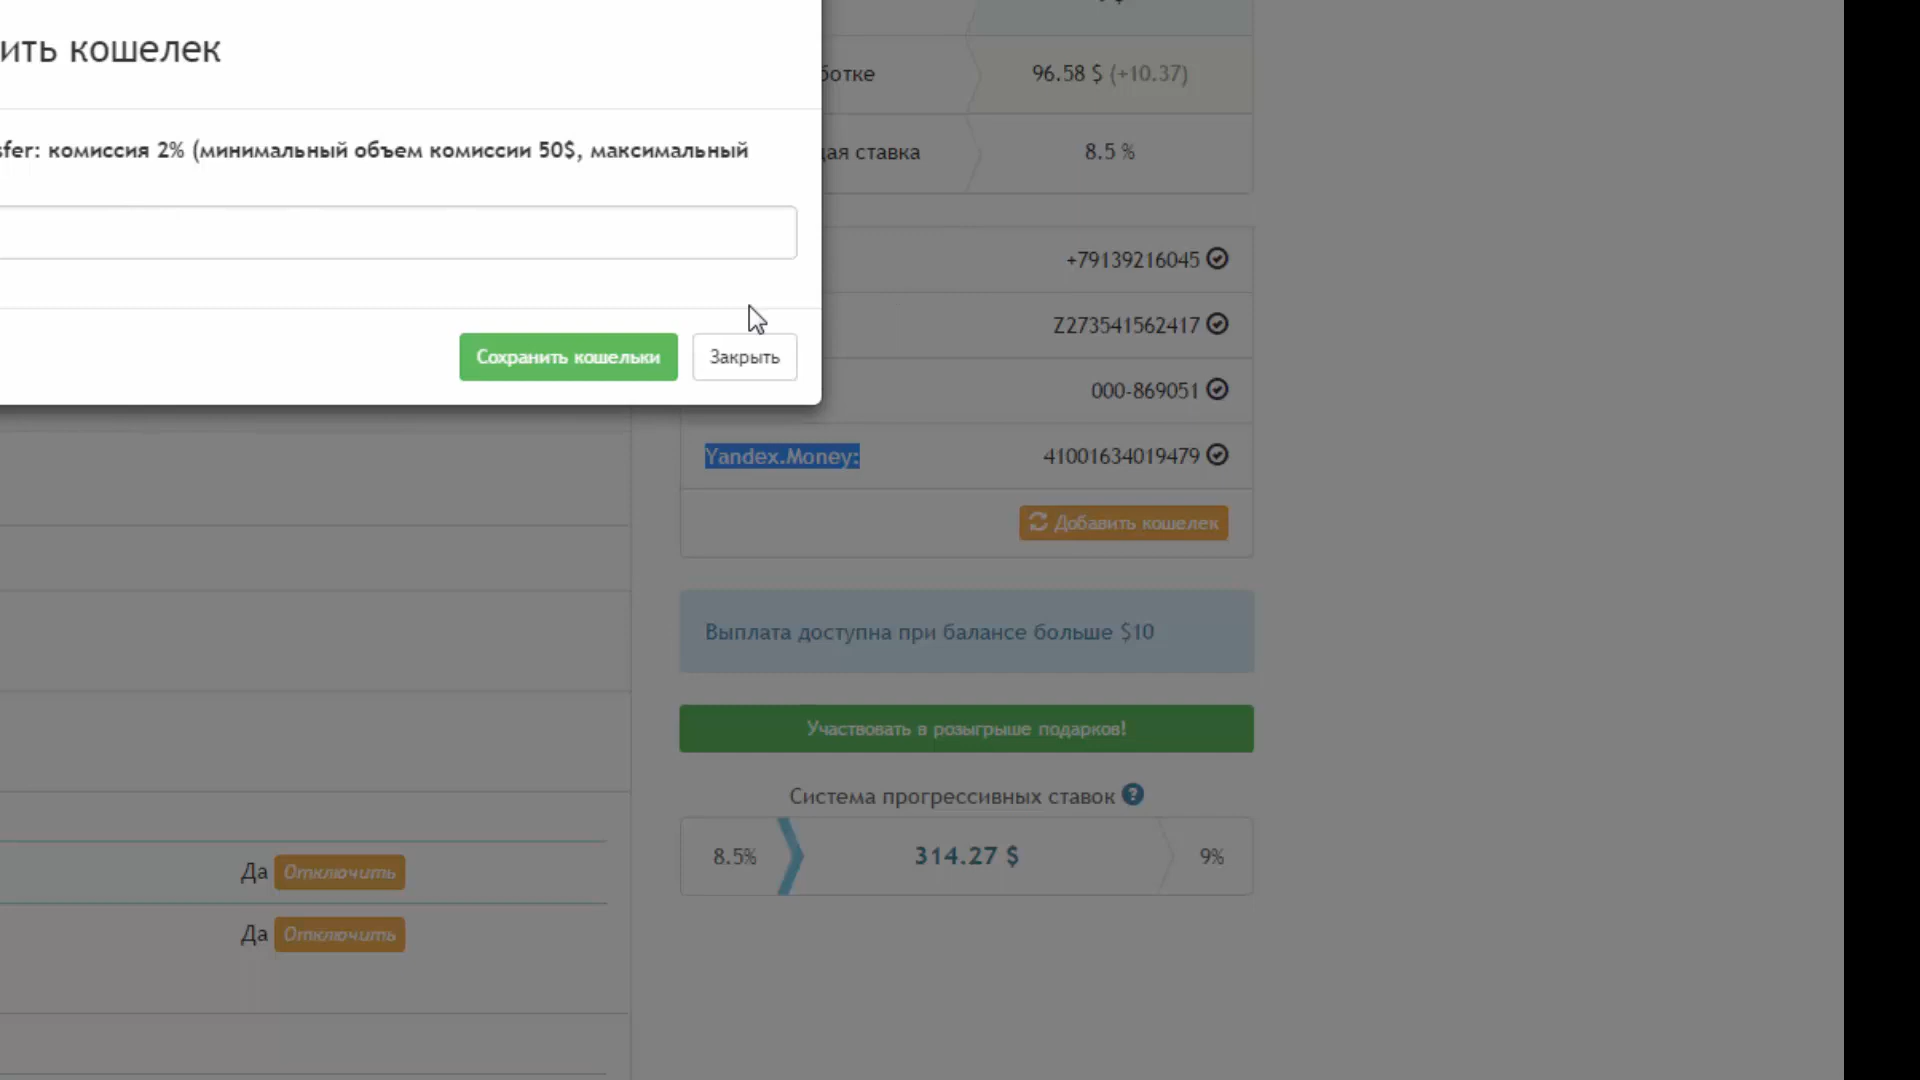 ить кошелек
sfer: комиссия 2% (минимальный объем комиссии 50$, максимальный
Сохранить кошельки
Закрыть
ботке
96.58 $ (+10.37)
щая ставка
8.5 %
+79139216045
Z273541562417
000-869051
Yandex.Money:
41001634019479
Добавить кошелек
Выплата доступна при балансе больше $10
Участвовать в розыгрыше подарков!
Система прогрессивных ставок
8.5%
314.27 $
9%
Да Отключить
Да Отключить